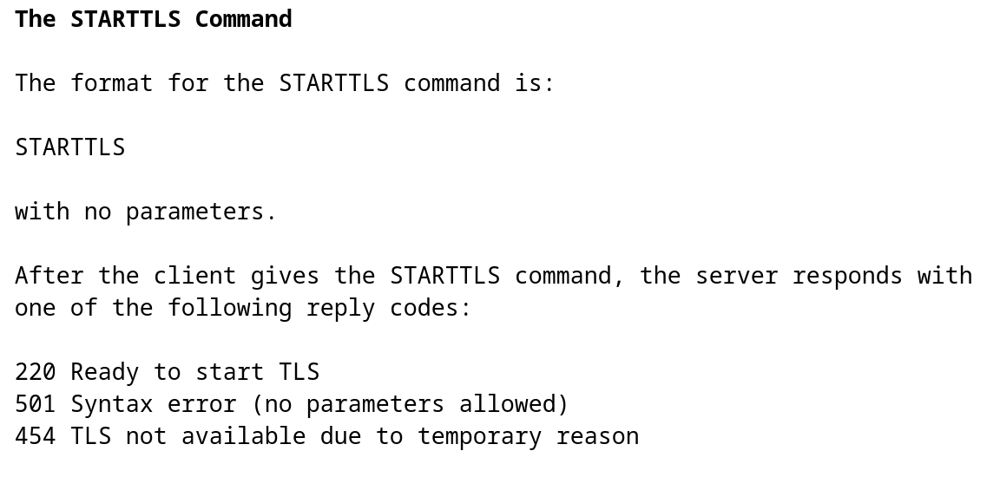 The STARTTLS Command
The format for the STARTTLS command is:
STARTTLS
with no parameters.
After the client gives the STARTTLS command, the server responds with
one of the following reply codes:
220 Ready to start TLS
501 Syntax error (no parameters allowed)
454 TLS not available due to temporary reason